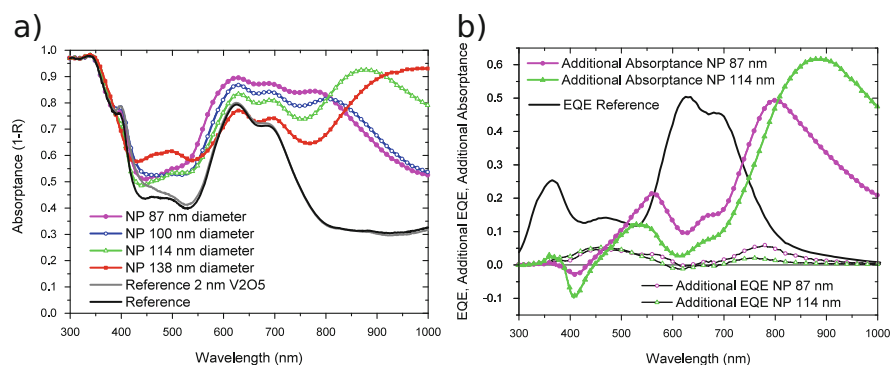 a)
Absorptance (1-R)
1.0
0.9
0.8
0.7
0.6
0.5
0.4
0.3
0.2
0.1
0.0
NP 87 nm diameter
NP 100 nm diameter
NP 114 nm diameter
NP 138 nm diameter
Reference 2 nm V2O5
Reference
300 400 500 600 700 800 900 1000
Wavelength (nm)
b)
EQE, Additional EQE, Additional Absorptance
0.6
0.5
0.4
0.3
0.2
0.1
0.0
0.1
Additional Absorptance NP 87 nm
Additional Absorptance NP 114 nm
EQE Reference
Additional EQE NP 87 nm
Additional EQE NP 114 nm
300 400 500 600 700 800 900 1000
Wavelength (nm)